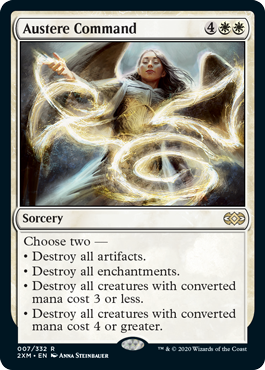 Austere Command 4
Sorcery
Choose two —
• Destroy all artifacts.
• Destroy all enchantments.
• Destroy all creatures with converted
mana cost 3 or less.
• Destroy all creatures with converted
mana cost 4 or greater.
007/332 R
2XM • EN Anna Steinbauer
™ & © 2020 Wizards of the Coast